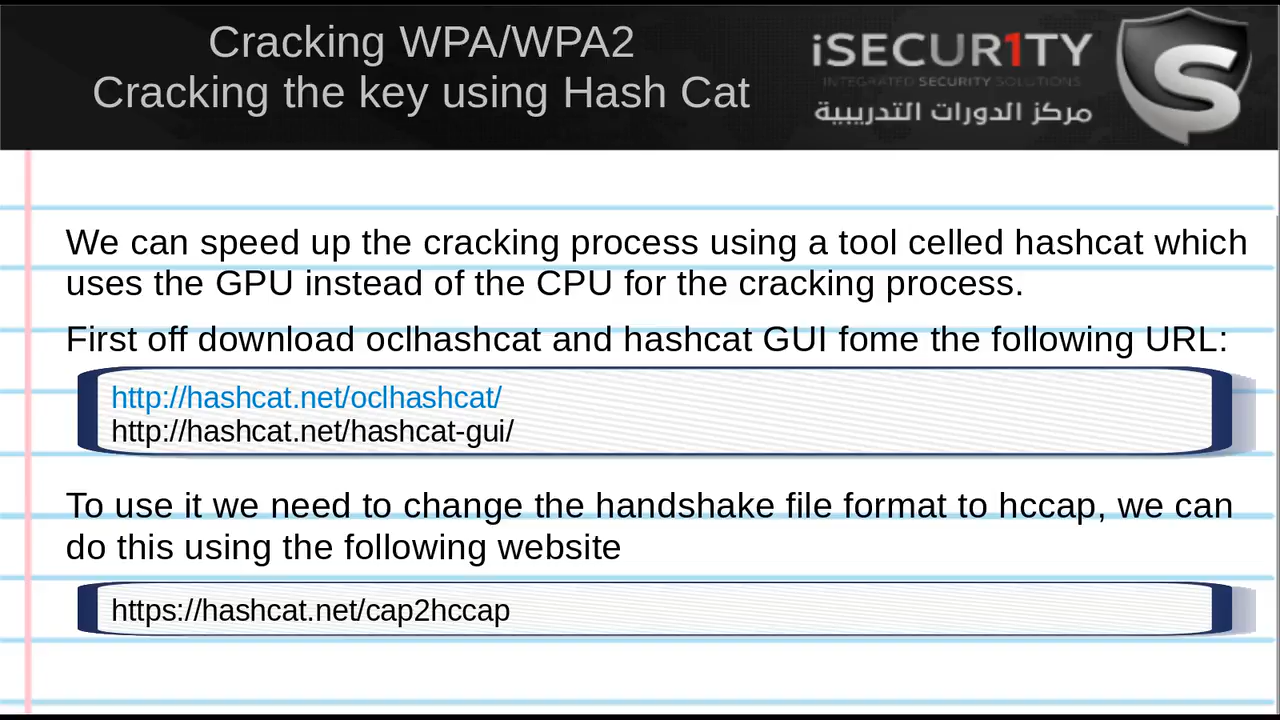 Cracking WPA/WPA2
Cracking the key using Hash Cat
iSECUR1TY
INTEGRATED SECURITY SOLUTIONS
مركز الدورات التدريبية
S
We can speed up the cracking process using a tool celled hashcat which
uses the GPU instead of the CPU for the cracking process.
First off download oclhashcat and hashcat GUI fome the following URL:
http://hashcat.net/oclhashcat/
http://hashcat.net/hashcat-gui/
To use it we need to change the handshake file format to hccap, we can
do this using the following website
https://hashcat.net/cap2hccap